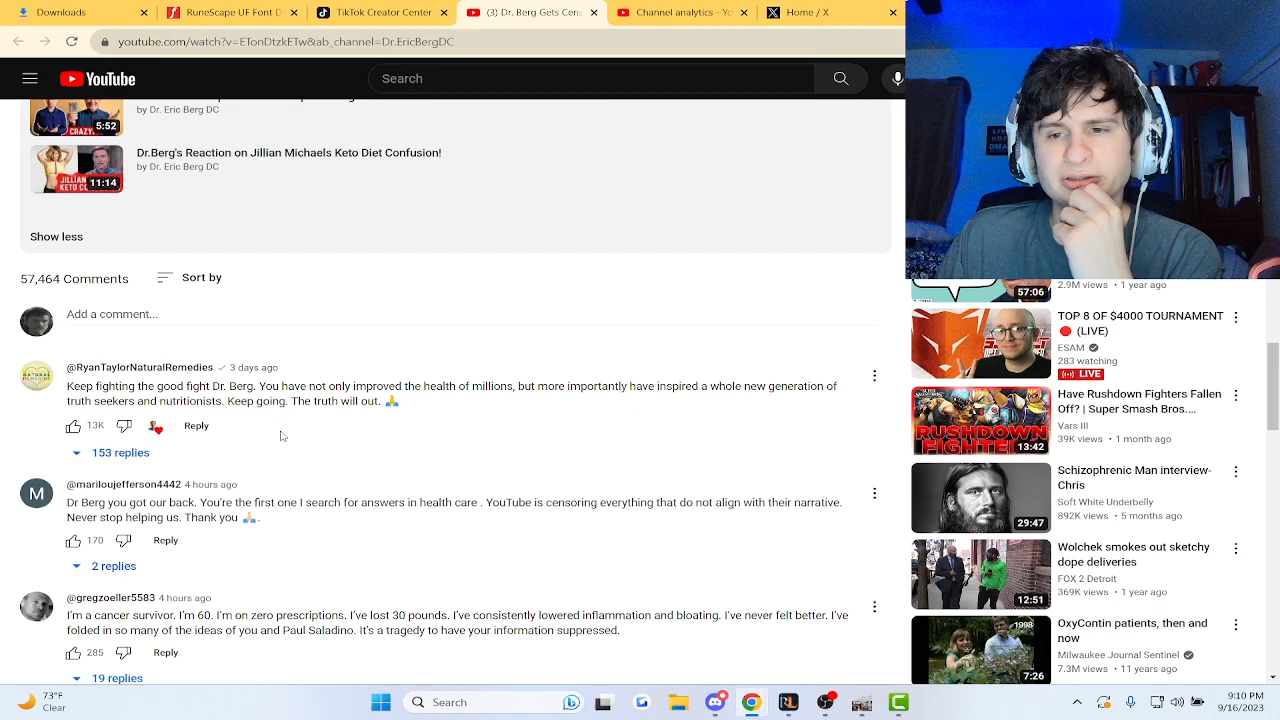 Downloads
RuneScape UF Font D
TikTok Creator Center
(3) Dr. Berg Gets Cens
Channel analytics - Yo
Home / X
youtube.com/watch?v=ETonDtzkETw&ab_channel=Dr.EricBergDC
YouTube
Search
by Dr. Eric Berg DC
CRAZY!
5:52
Dr.Berg's Reaction on Jillian Michaels Keto Diet Confusion!
by Dr. Eric Berg DC
JILLIAN
KETO
11:14
Show less
57,464 Comments
Sort by
Add a comment...
@RyanTaylorNaturalRemedies 3 days ago
Keep fighting the good fight Dr. Berg. You have not only transformed the health of millions, but more importantly have inspired a whole new generation of
truth seekers and nutritionists. Keep going. The truth will out. 🙏
13K
Reply
153 replies
M
@mariloujefferson4442 4 hours ago
Dr Berg you got our back. You're the first one I search for answers in health care . YouTube is censoring everything that do not align with their narrative.
Never stop helping us. Thank you 🙏.
170
Reply
2 replies
@gregzoeller5583 4 hours ago
I'm a cancer survivor. I'm 60. I'm on zero prescriptions. I've lost 30 pounds. I've consistently lowered inflammation and bloating. I've never felt better. I've
folded in so many of the ideas of you and Paul Saladino. It's a tragedy to have your information suppressed.
285
Reply
19 replies
57:06
2.9M views • 1 year ago
TOP 8 OF $4000 TOURNAMENT
🔴 (LIVE)
ESAM
283 watching
LIVE
RUSHDOWN
13:42
Have Rushdown Fighters Fallen
Off? | Super Smash Bros....
Vars III
39K views • 1 month ago
29:47
Schizophrenic Man interview-
Chris
Soft White Underbelly
892K views • 5 months ago
12:51
Wolchek smokes out sketchy
dope deliveries
FOX 2 Detroit
369K views • 1 year ago
1998
7:26
OxyContin patients, then and
now
Milwaukee Journal Sentinel
7.3M views • 11 years ago
73°F
Clear
Search
9:10 PM
9/16/2023